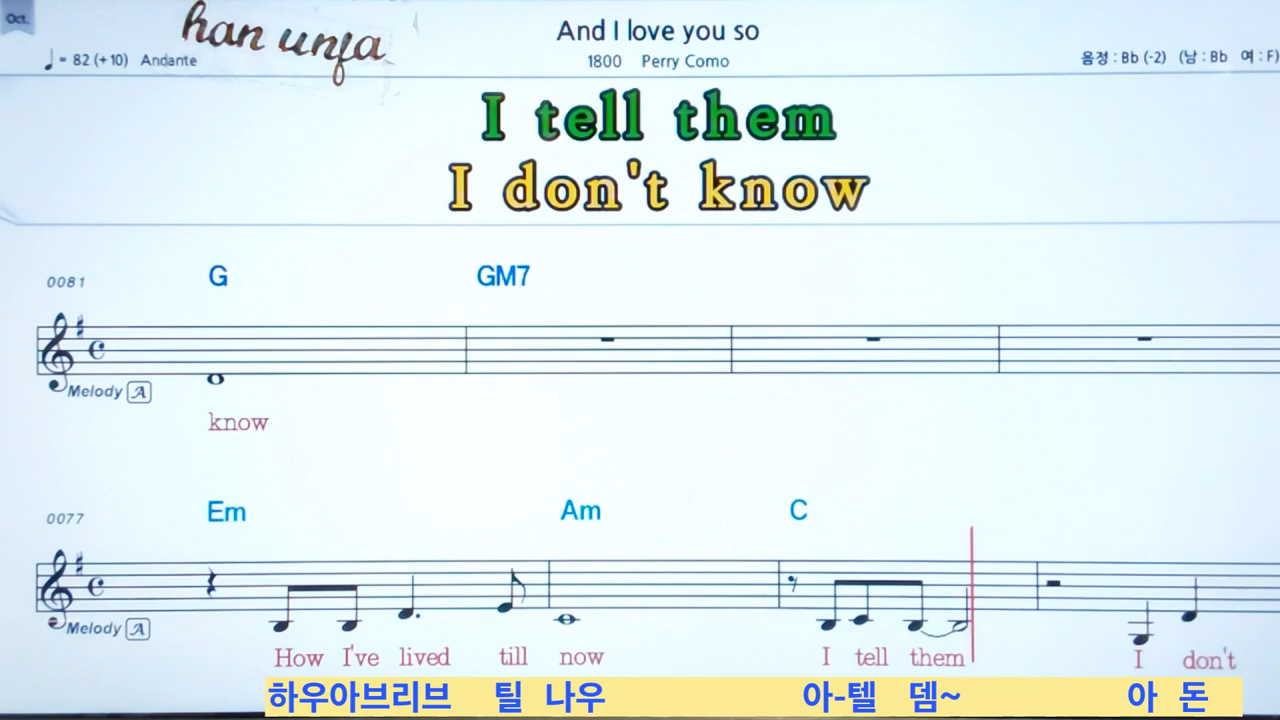 Oct.
han unja
And I love you so
♩ = 82 (+10) Andante
1800 Perry Como
음정 : Bb (-2) (남 : Bb 여 : F)
I tell them
I don't know
0081
G GM7
Melody A
know
0077
Em Am C
Melody A
How I've lived till now I tell them I don't
하우아브리브 틸 나우 아-텔 뎀~ 아 돈